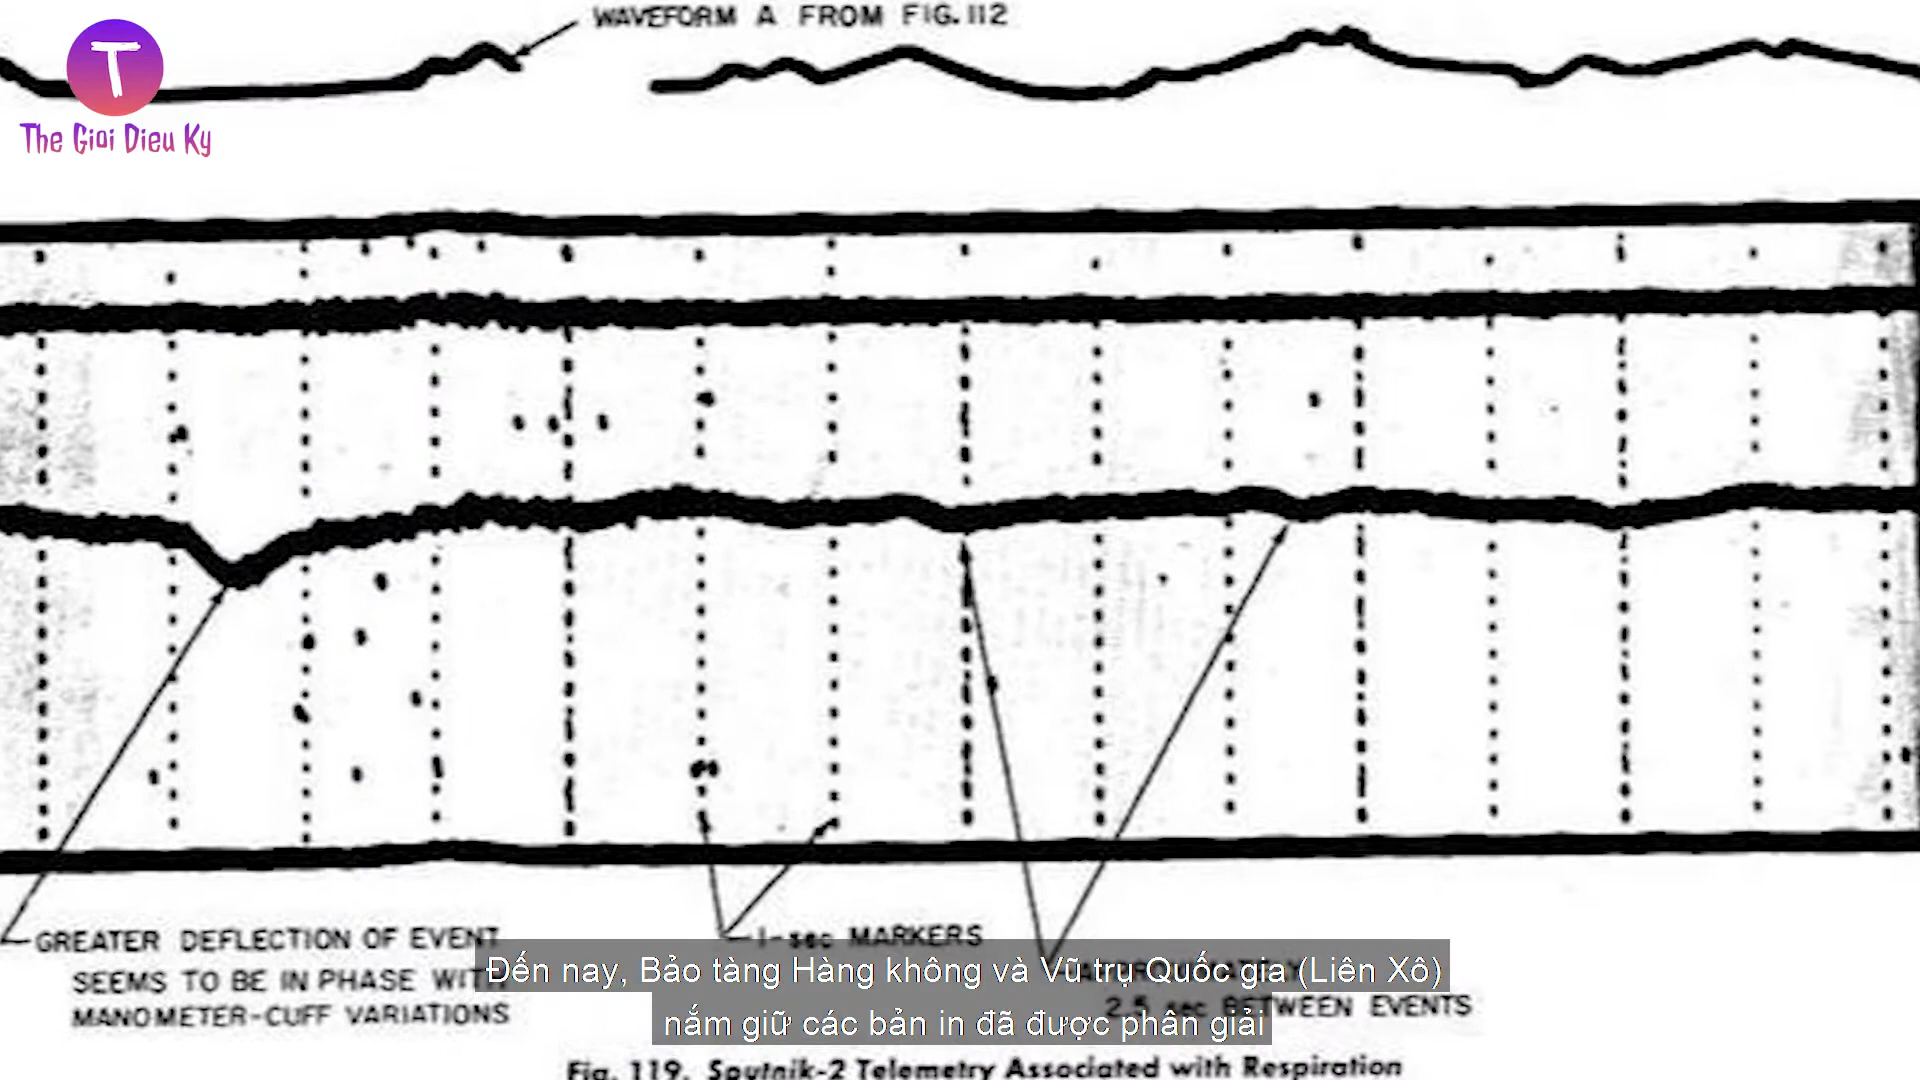 WAVEFORM A FROM FIG. 112
T
The Gioi Dieu Ky
GREATER DEFLECTION OF EVENT
SEEMS TO BE IN PHASE WITH
MANOMETER-CUFF VARIATIONS
1-sec MARKERS
2.5 sec BETWEEN EVENTS
Đến nay, Bảo tàng Hàng không và Vũ trụ Quốc gia (Liên Xô)
nắm giữ các bản in đã được phân giải
Fig. 119. Sputnik-2 Telemetry Associated with Respiration